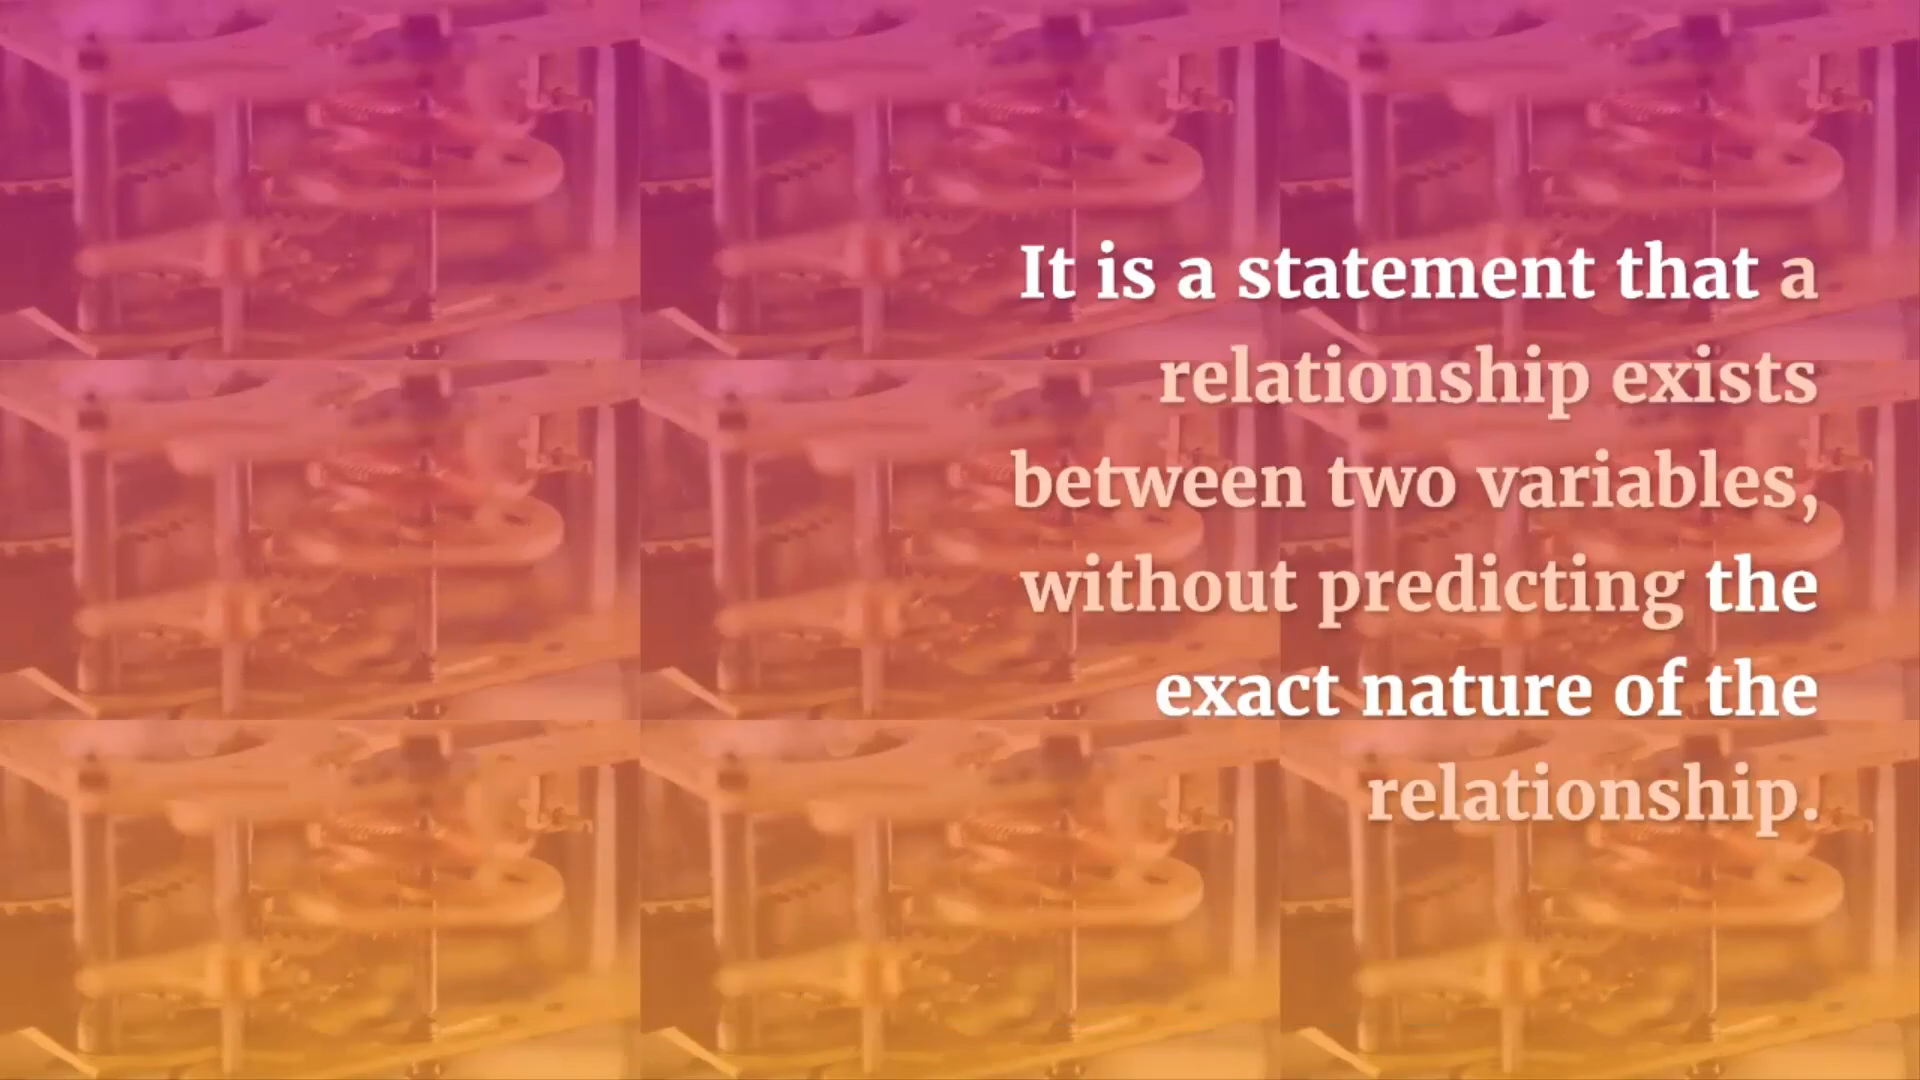 It is a statement that a
relationship exists
between two variables,
without predicting the
exact nature of the
relationship.